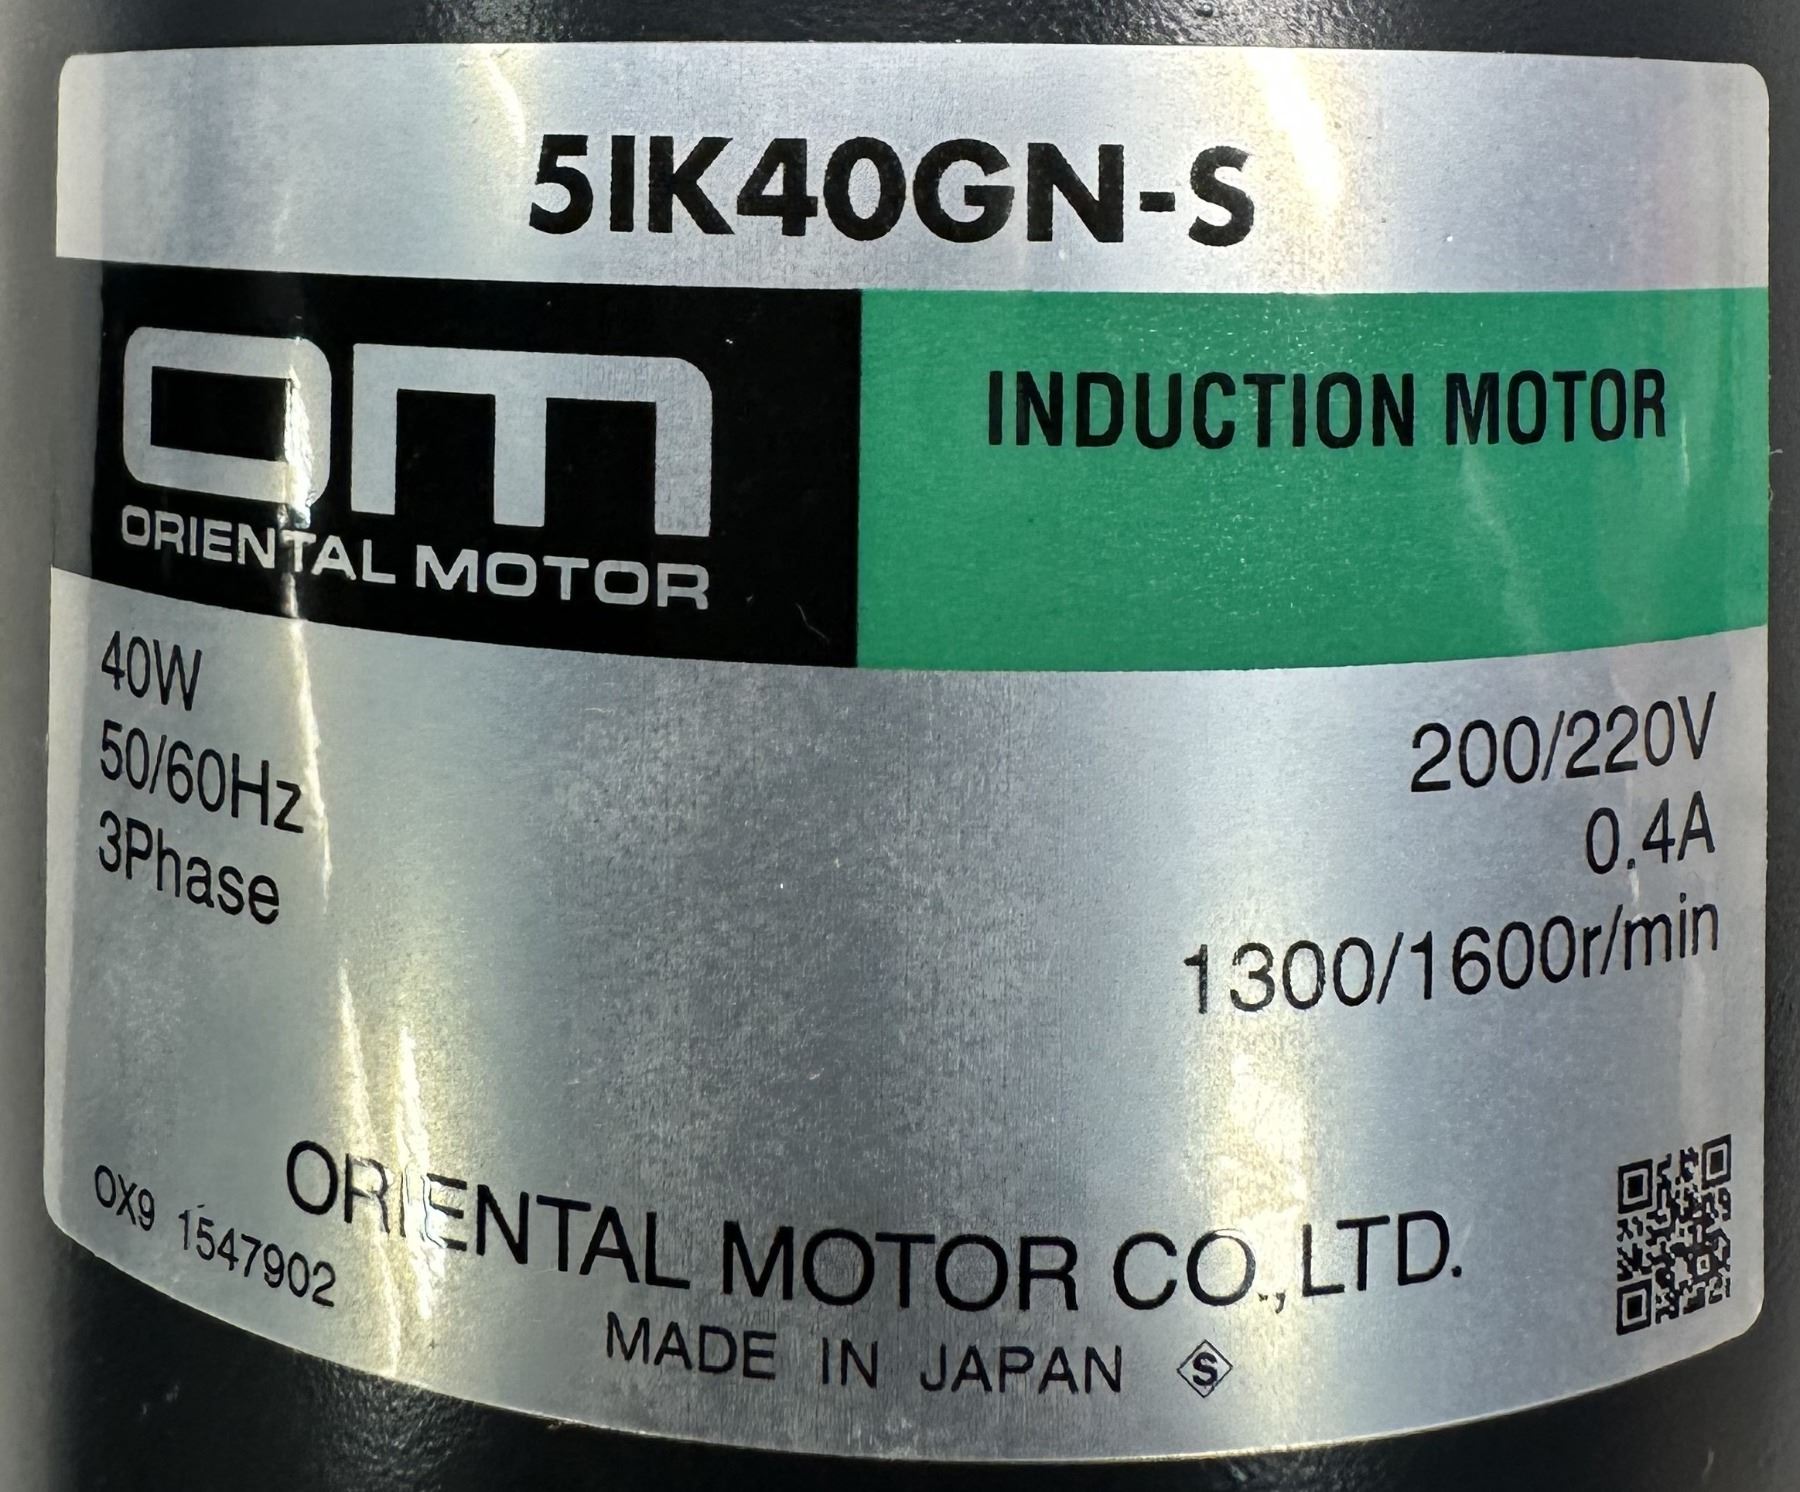 5IK40GN-S
om
ORIENTAL MOTOR
INDUCTION MOTOR
40W
50/60Hz
3Phase
200/220V
0.4A
1300/1600r/min
OX9 1547902
ORIENTAL MOTOR CO.,LTD.
MADE IN JAPAN S